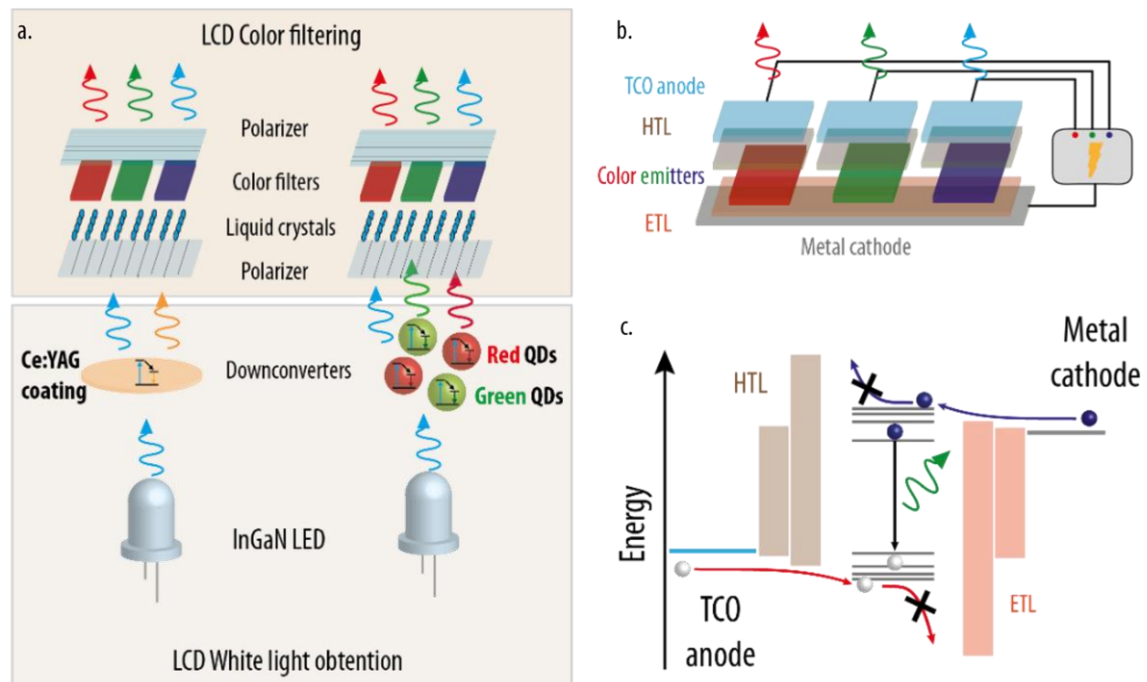 a.
LCD Color filtering
Polarizer
Color filters
Liquid crystals
Polarizer
Ce:YAG
coating
Downconverters
Red QDs
Green QDs
InGaN LED
LCD White light obtention
b.
TCO anode
HTL
Color emitters
ETL
Metal cathode
c.
Energy
HTL
Metal
cathode
TCO
anode
ETL